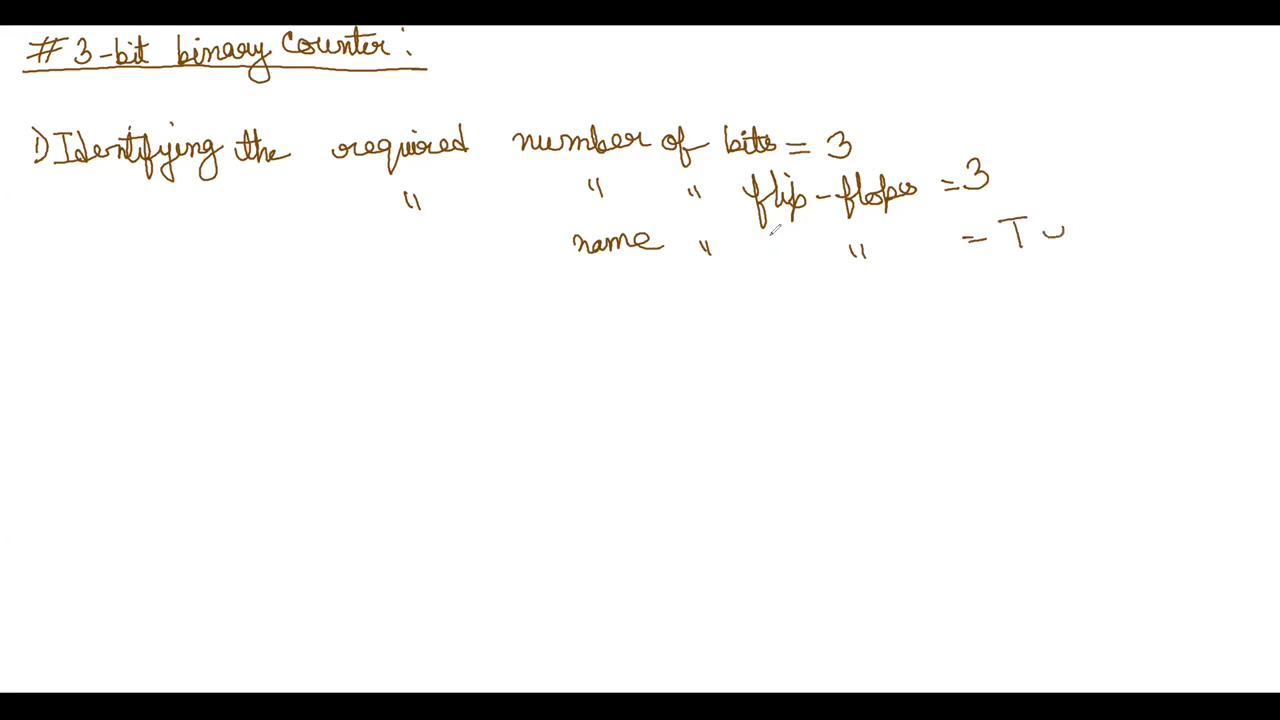 # 3-bit binary Counter :
1) Identifying the required number of bits = 3
" " " flip-flops = 3
name " " = T